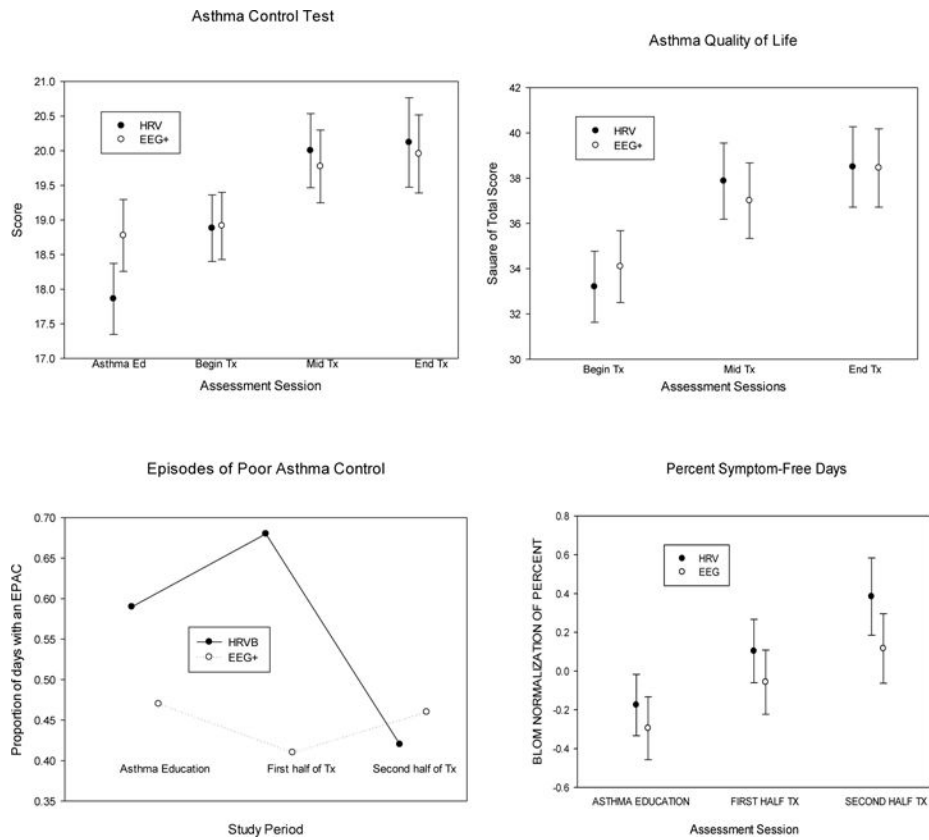 Asthma Control Test
21.0
20.5
20.0
19.5
19.0
18.5
18.0
17.5
17.0
Score
HRV
EEG+
Asthma Ed
Begin Tx
Mid Tx
End Tx
Assessment Session
Asthma Quality of Life
42
40
38
36
34
32
30
Sauare of Total Score
HRV
EEG+
Begin Tx
Mid Tx
End Tx
Assessment Sessions
Episodes of Poor Asthma Control
0.70
0.65
0.60
0.55
0.50
0.45
0.40
0.35
Proportion of days with an EPAC
HRVB
EEG+
Asthma Education
First half of Tx
Second half of Tx
Study Period
Percent Symptom-Free Days
0.8
0.6
0.4
0.2
0.0
-0.2
-0.4
-0.6
BLOM NORMALIZATION OF PERCENT
HRV
EEG
ASTHMA EDUCATION
FIRST HALF TX
SECOND HALF TX
Assessment Session